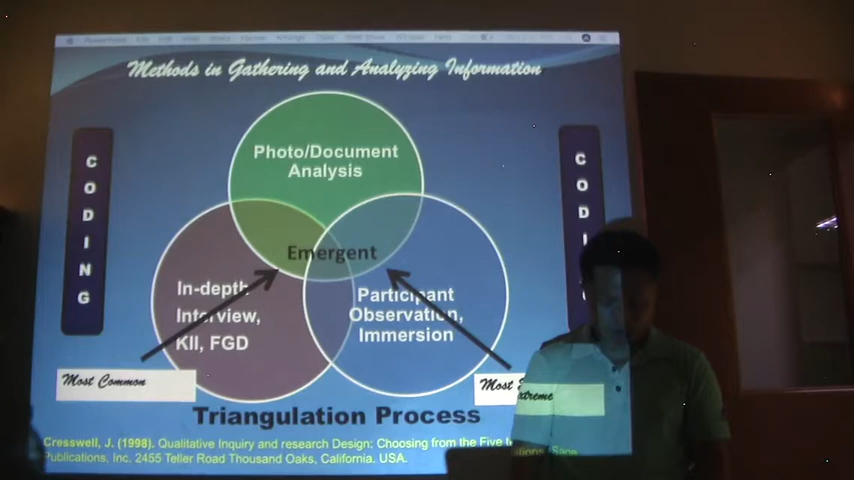 Methods in Gathering and Analyzing Information
CODING
Photo/Document
Analysis
CODI
Emergent
In-depth
Interview,
KII, FGD
Participant
Observation,
Immersion
Most Common
Most
xtreme
Triangulation Process
Cresswell, J. (1998). Qualitative Inquiry and research Design: Choosing from the Five
Publications, Inc. 2455 Teller Road Thousand Oaks, California. USA.